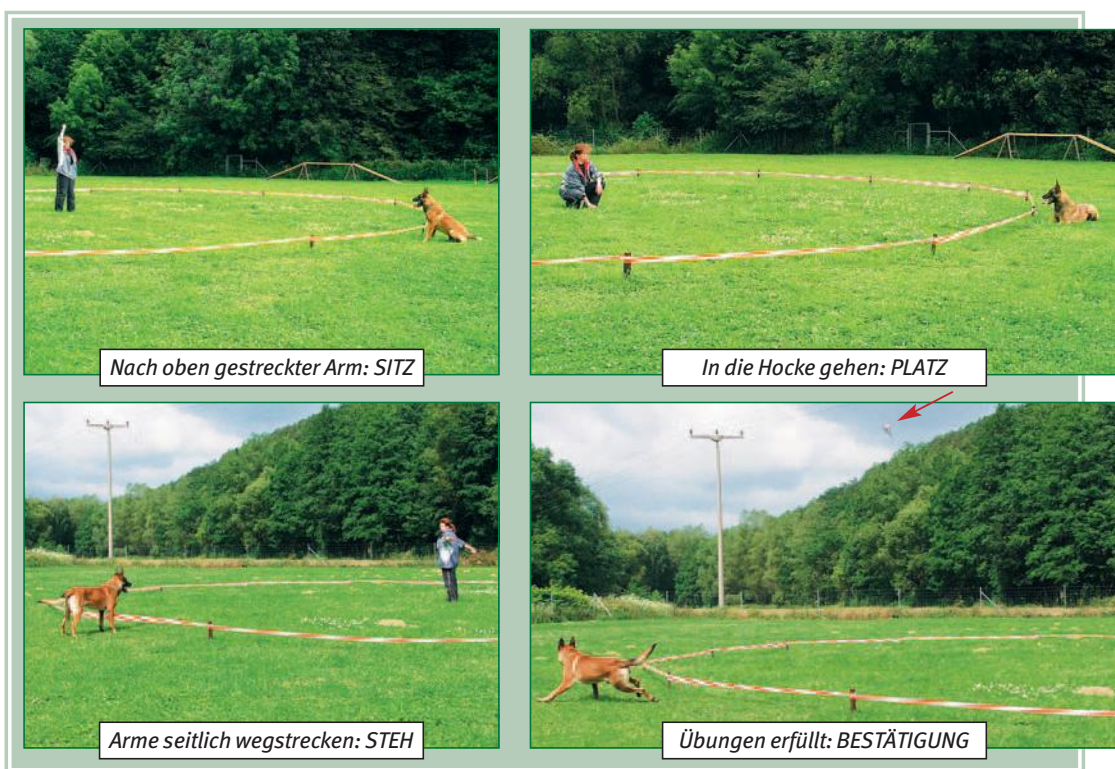 Nach oben gestreckter Arm: SITZ
In die Hocke gehen: PLATZ
Arme seitlich wegstrecken: STEH
Übungen erfüllt: BESTÄTIGUNG